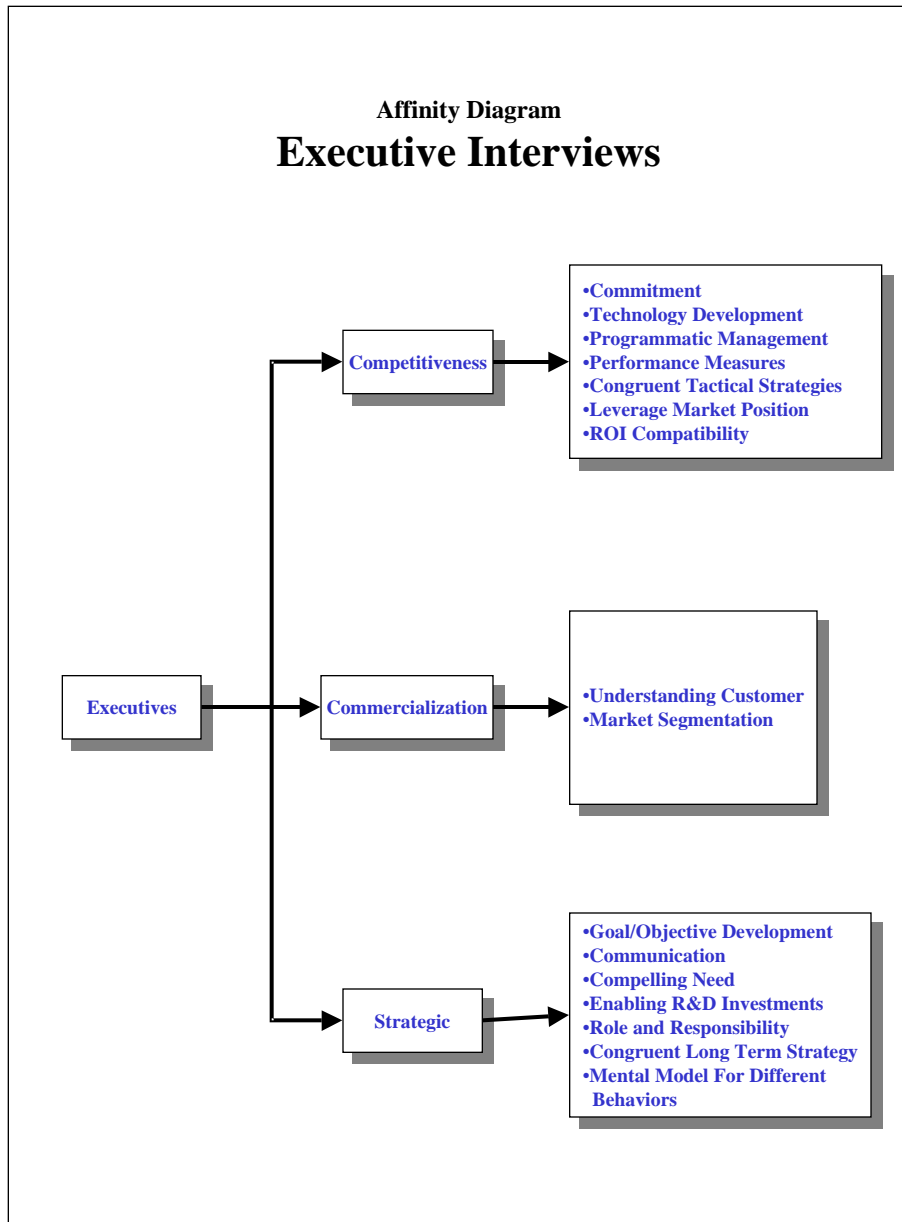 Affinity Diagram
Executive Interviews
•Commitment
•Technology Development
•Programmatic Management
•Performance Measures
•Congruent Tactical Strategies
•Leverage Market Position
•ROI Compatibility
Competitiveness
•Understanding Customer
•Market Segmentation
Executives
Commercialization
•Goal/Objective Development
•Communication
•Compelling Need
•Enabling R&D Investments
•Role and Responsibility
•Congruent Long Term Strategy
•Mental Model For Different
Behaviors
Strategic